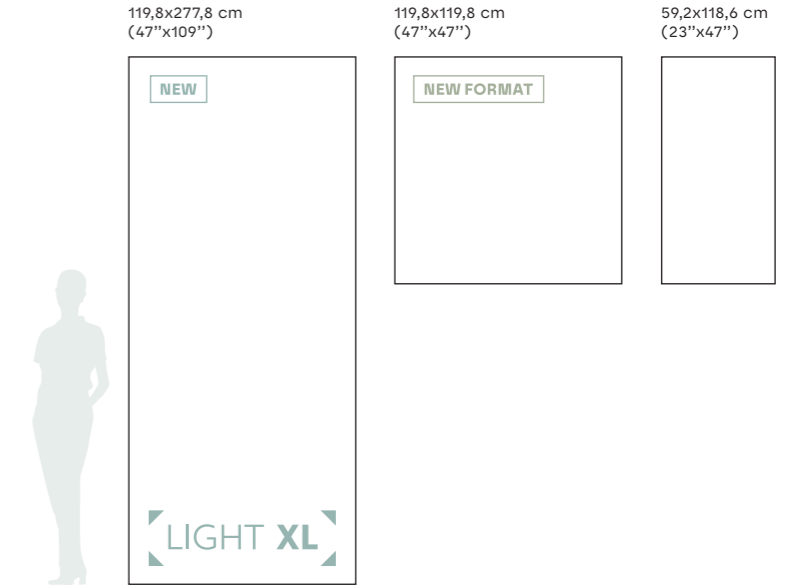 119,8x277,8 cm
(47”x109”)
119,8x119,8 cm
(47”x47”)
59,2x118,6 cm
(23”x47”)
NEW
NEW FORMAT
LIGHT XL